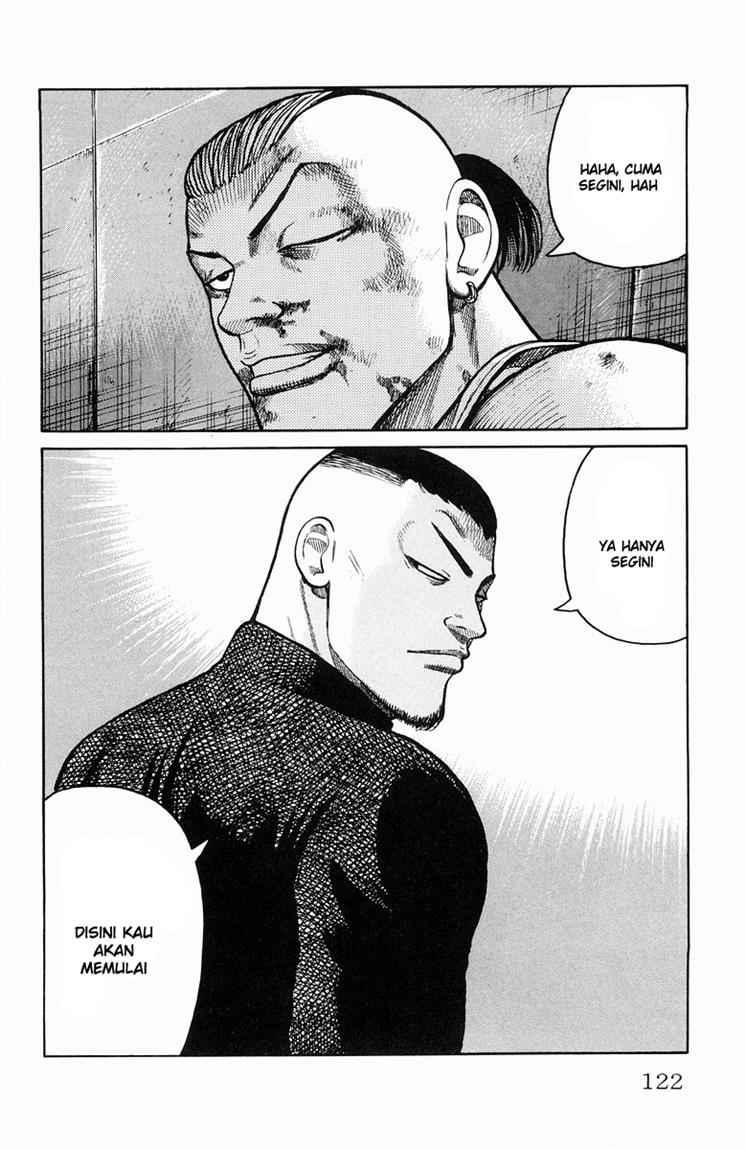 HAHA, CUMA
SEGINI, HAH
YA HANYA
SEGINI
DISINI KAU
AKAN
MEMULAI
122